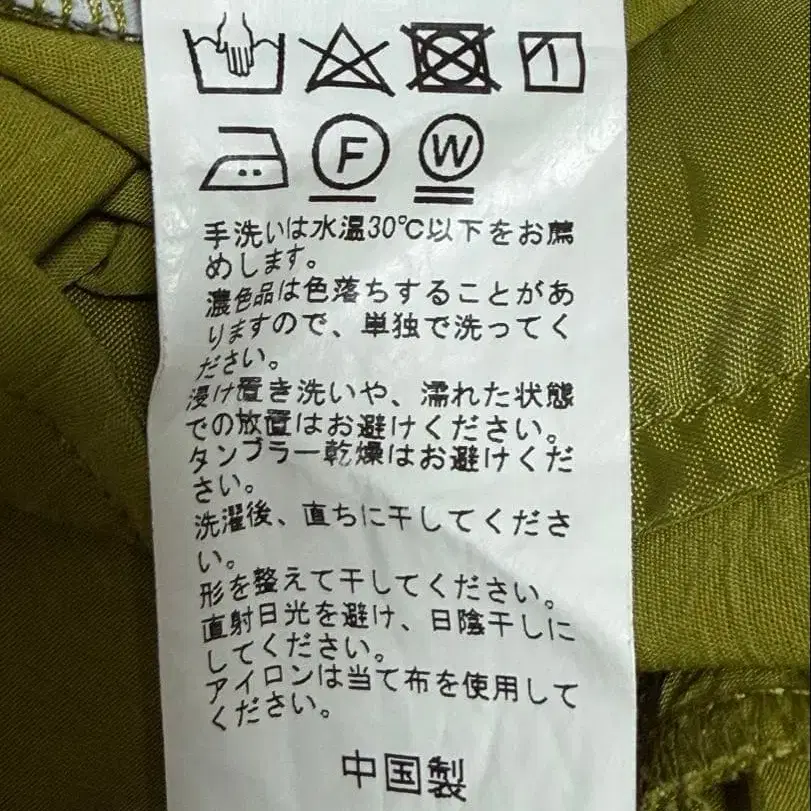 F W
手洗いは水温30℃以下をお薦
めします。
濃色品は色落ちすることがあ
りますので、単独で洗ってく
ださい。
浸け置き洗いや、濡れた状態
での放置はお避けください。
タンブラー乾燥はお避けくだ
さい。
洗濯後、直ちに干してくださ
い。
形を整えて干してください。
直射日光を避け、日陰干しに
してください。
アイロンは当て布を使用して
ください。
中国製